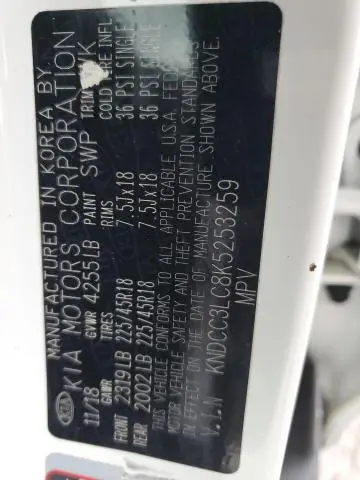 MANUFACTURED IN KOREA BY
KIA KIA MOTORS CORPORATION
11/18 GVWR 4255LB PAINT SWP TRIM WK
GAWR TIRES RIMS COLD TIRE INFL
FRONT 2319LB 225/45R18 7.5Jx18 36 PSI SINGLE
REAR 2002LB 225/45R18 7.5Jx18 36 PSI SINGLE
THIS VEHICLE CONFORMS TO ALL APPLICABLE U.S.A. FEDERAL
MOTOR VEHICLE SAFETY AND THEFT PREVENTION STANDARDS
IN EFFECT ON THE DATE OF MANUFACTURE SHOWN ABOVE.
V.I.N KNDCC3LC8K5253259
MPV